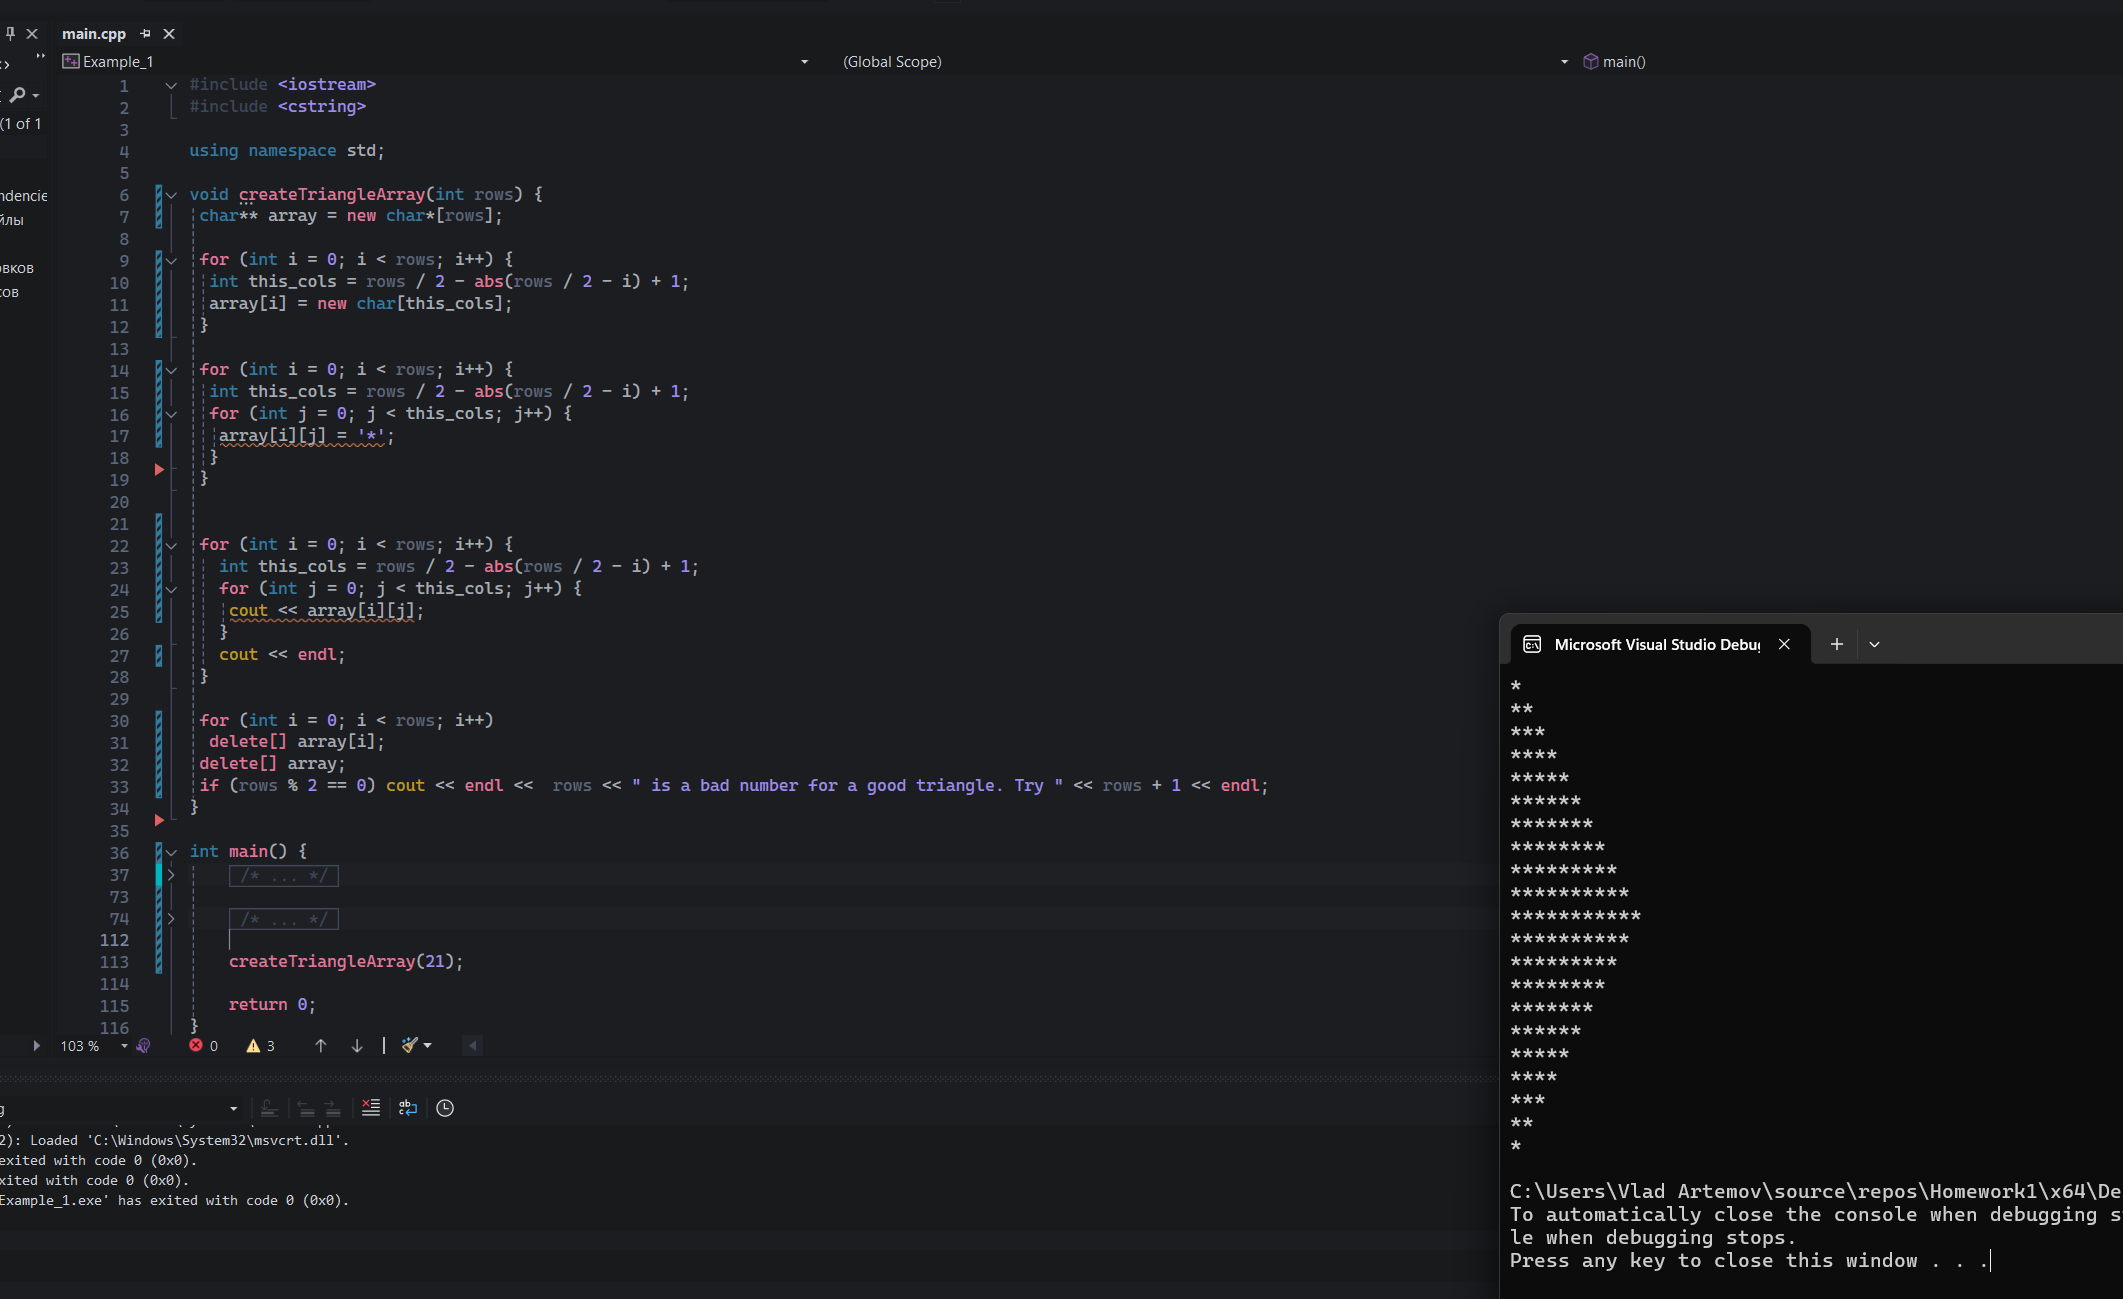 main.cpp
Example_1
(Global Scope)
main()
(1 of 1
1 #include <iostream>
2 #include <cstring>
3
4 using namespace std;
5
6 void createTriangleArray(int rows) {
7 char** array = new char*[rows];
8
9 for (int i = 0; i < rows; i++) {
10 int this_cols = rows / 2 - abs(rows / 2 - i) + 1;
11 array[i] = new char[this_cols];
12 }
13
14 for (int i = 0; i < rows; i++) {
15 int this_cols = rows / 2 - abs(rows / 2 - i) + 1;
16 for (int j = 0; j < this_cols; j++) {
17 array[i][j] = '*';
18 }
19 }
20
21
22 for (int i = 0; i < rows; i++) {
23 int this_cols = rows / 2 - abs(rows / 2 - i) + 1;
24 for (int j = 0; j < this_cols; j++) {
25 cout << array[i][j];
26 }
27 cout << endl;
28 }
29
30 for (int i = 0; i < rows; i++)
31 delete[] array[i];
32 delete[] array;
33 if (rows % 2 == 0) cout << endl <<  rows << " is a bad number for a good triangle. Try " << rows + 1 << endl;
34 }
35
36 int main() {
37 /* ... */
73
74 /* ... */
112
113 createTriangleArray(21);
114
115 return 0;
116 }
ndencie
йлы
овков
сов
103 %
0
3
2): Loaded 'C:\Windows\System32\msvcrt.dll'.
exited with code 0 (0x0).
xited with code 0 (0x0).
Example_1.exe' has exited with code 0 (0x0).
Microsoft Visual Studio Debug
*
**
***
****
*****
******
*******
********
*********
**********
***********
**********
*********
********
*******
******
*****
****
***
**
*
C:\Users\Vlad Artemov\source\repos\Homework1\x64\De
To automatically close the console when debugging s
le when debugging stops.
Press any key to close this window . . .